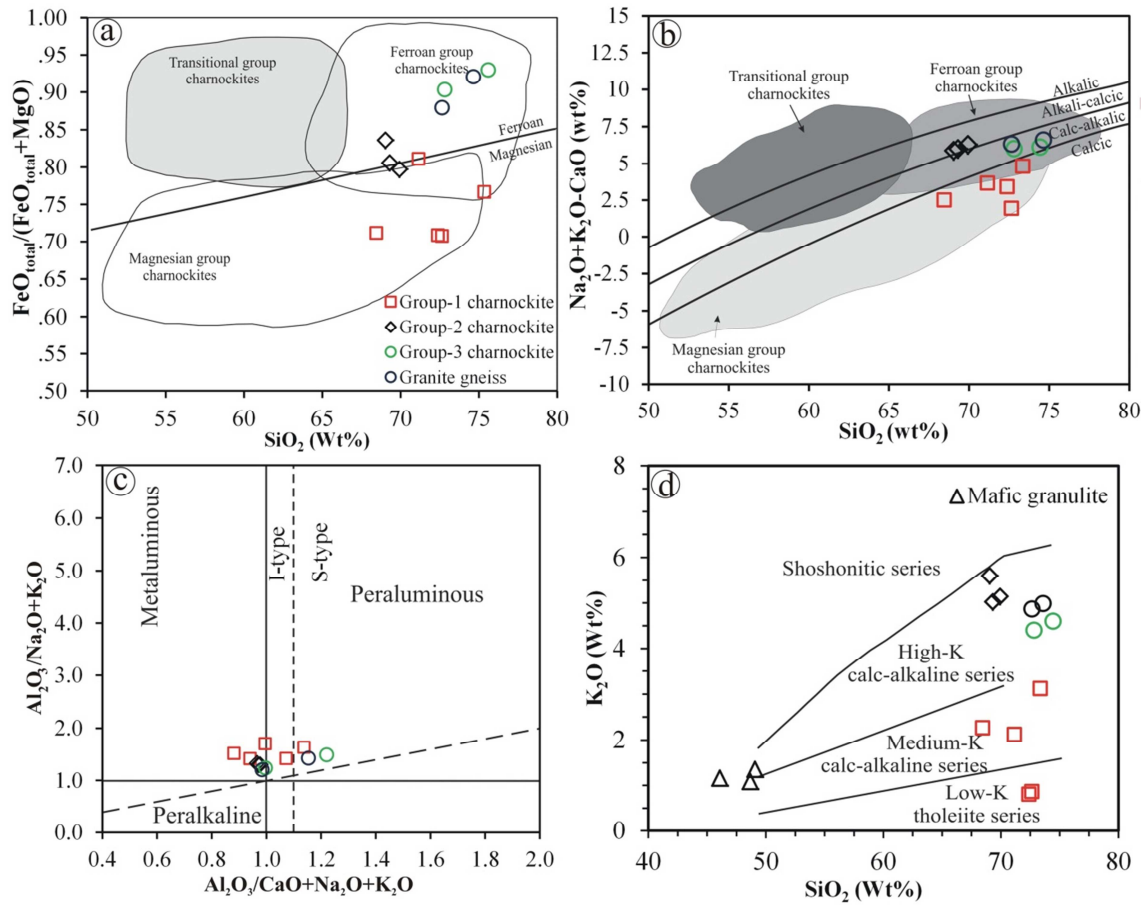 a
1.00
.90
.85
.80
.75
.70
.65
.60
.50
FeOtotal/(FeOtotal+MgO)
Transitional group
charnockites
Ferroan group
charnockites
Ferroan
Magnesian
Magnesian group
charnockites
Group-1 charnockite
Group-2 charnockite
Group-3 charnockite
Granite gneiss
50
55
60
65
70
75
80
SiO2 (Wt%)
b
15
12.5
10
7.5
5
2.5
0
-2.5
-5
-7.5
-10
Na2O+K2O-CaO (wt%)
Transitional group
charnockites
Ferroan group
charnockites
Alkalic
Alkali-calcic
Calc-alkalic
Calcic
Magnesian group
charnockites
50
55
60
65
70
75
80
SiO2 (wt%)
c
7.0
6.0
5.0
4.0
3.0
2.0
1.0
0.0
Al2O3/Na2O+K2O
Metaluminous
I-type
S-type
Peraluminous
Peralkaline
0.4
0.6
0.8
1.0
1.2
1.4
1.6
1.8
2.0
Al2O3/CaO+Na2O+K2O
d
8
6
4
2
0
K2O (Wt%)
Mafic granulite
Shoshonitic series
High-K
calc-alkaline series
Medium-K
calc-alkaline series
Low-K
tholeiite series
40
50
60
70
80
SiO2 (Wt%)